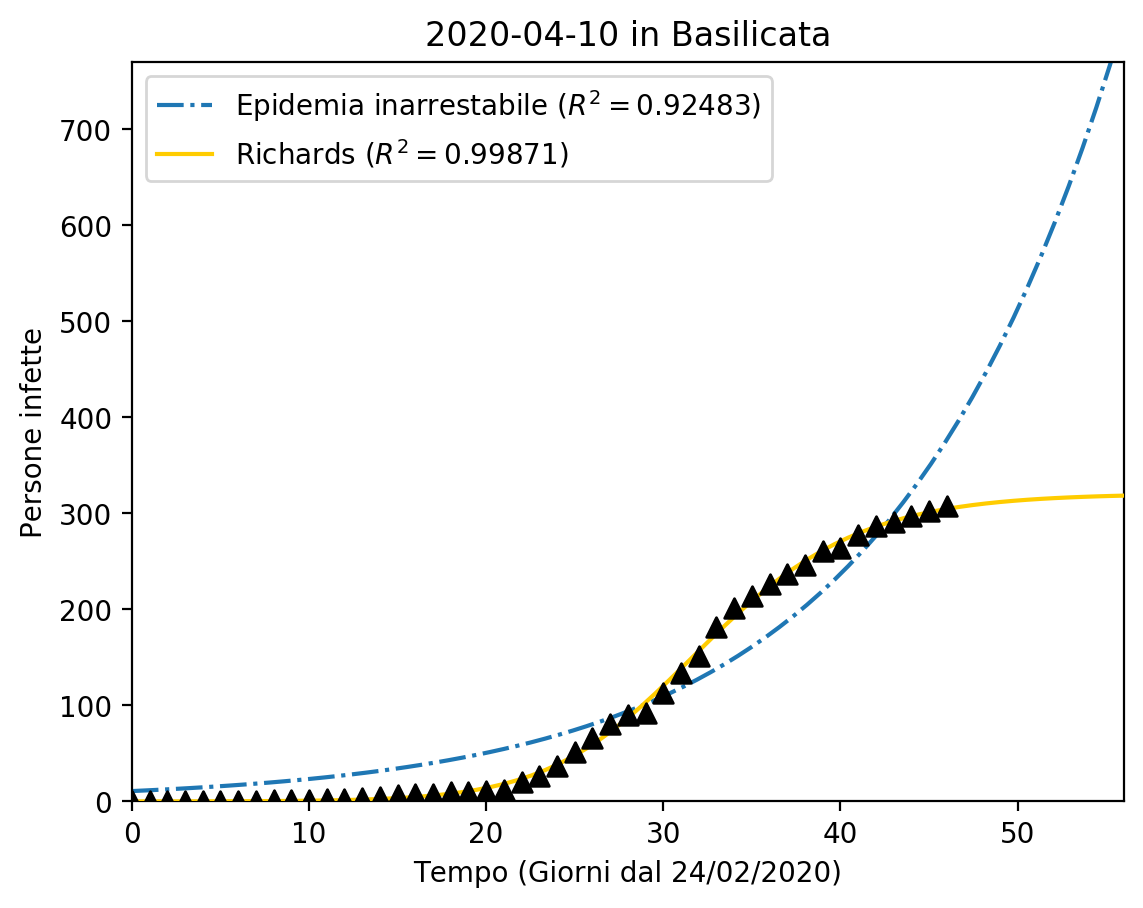 2020-04-10 in Basilicata
Epidemia inarrestabile (R² = 0.92483)
Richards (R² = 0.99871)
Persone infette
700
600
500
400
300
200
100
0
0 10 20 30 40 50
Tempo (Giorni dal 24/02/2020)